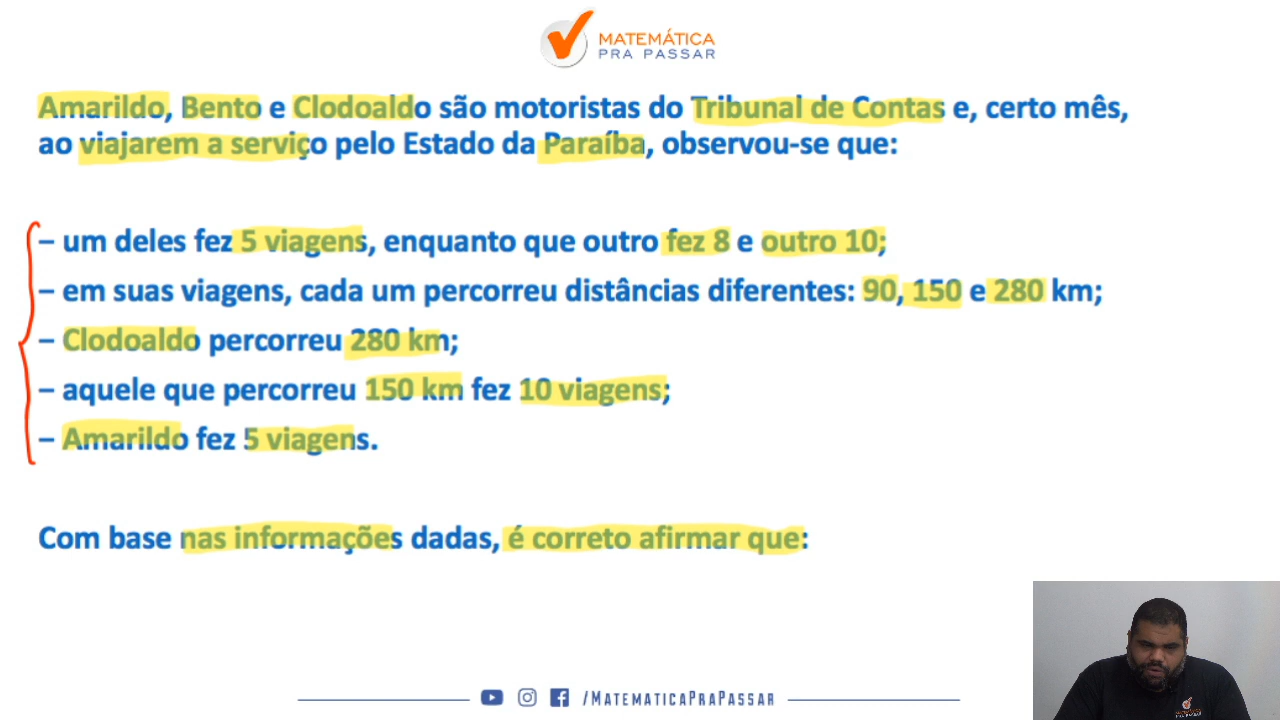 MATEMÁTICA
PRA PASSAR
Amarildo, Bento e Clodoaldo são motoristas do Tribunal de Contas e, certo mês,
ao viajarem a serviço pelo Estado da Paraíba, observou-se que:
– um deles fez 5 viagens, enquanto que outro fez 8 e outro 10;
– em suas viagens, cada um percorreu distâncias diferentes: 90, 150 e 280 km;
– Clodoaldo percorreu 280 km;
– aquele que percorreu 150 km fez 10 viagens;
– Amarildo fez 5 viagens.
Com base nas informações dadas, é correto afirmar que:
/MATEMATICAPRAPASSAR
MATEMÁTICA
PRA PASSAR